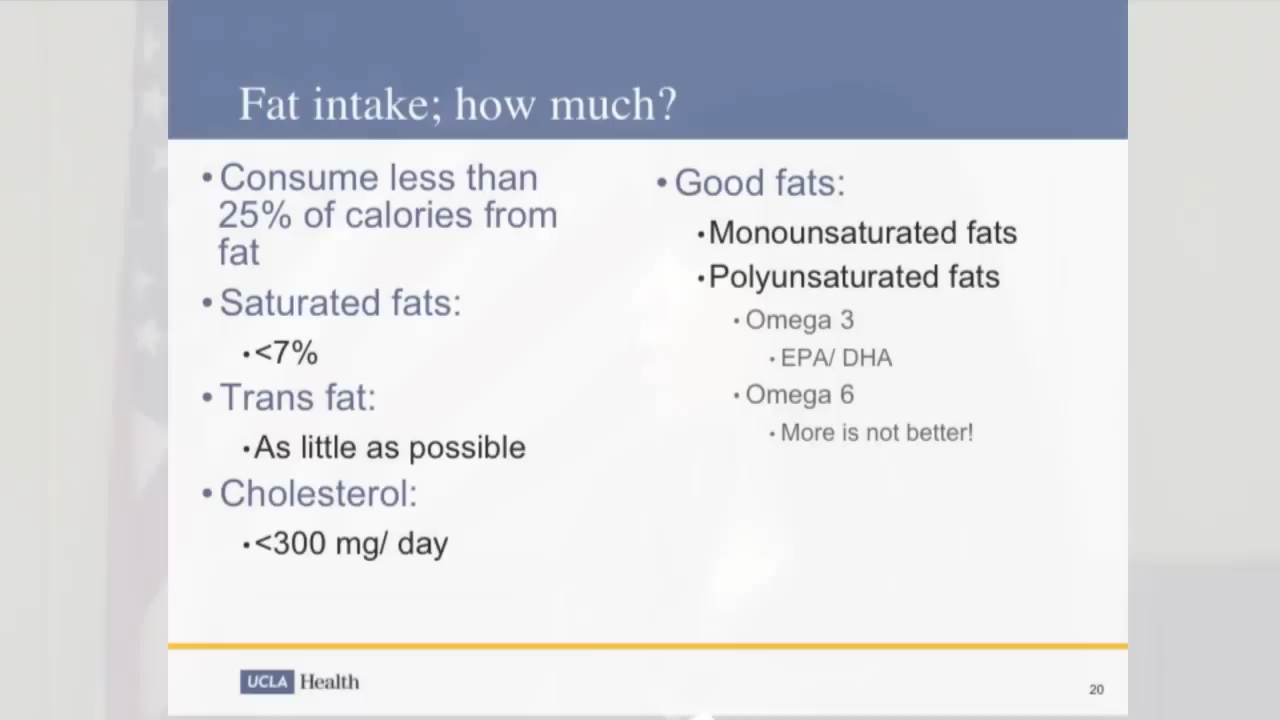 Fat intake; how much?
• Consume less than
25% of calories from
fat
• Saturated fats:
• <7%
• Trans fat:
• As little as possible
• Cholesterol:
• <300 mg/ day
• Good fats:
• Monounsaturated fats
• Polyunsaturated fats
• Omega 3
• EPA/ DHA
• Omega 6
• More is not better!
UCLA Health
20